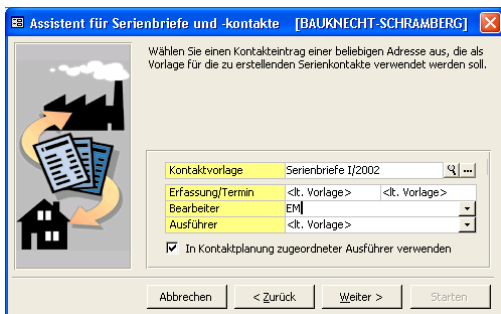 Assistent für Serienbriefe und -kontakte [BAUKNECHT-SCHRAMBERG]
Wählen Sie einen Kontakteintrag einer beliebigen Adresse aus, die als
Vorlage für die zu erstellenden Serienkontakte verwendet werden soll.
Kontaktvorlage Serienbriefe I/2002 ...
Erfassung/Termin <lt. Vorlage> <lt. Vorlage>
Bearbeiter EM
Ausführer <lt. Vorlage>
In Kontaktplanung zugeordneter Ausführer verwenden
Abbrechen < Zurück Weiter > Starten